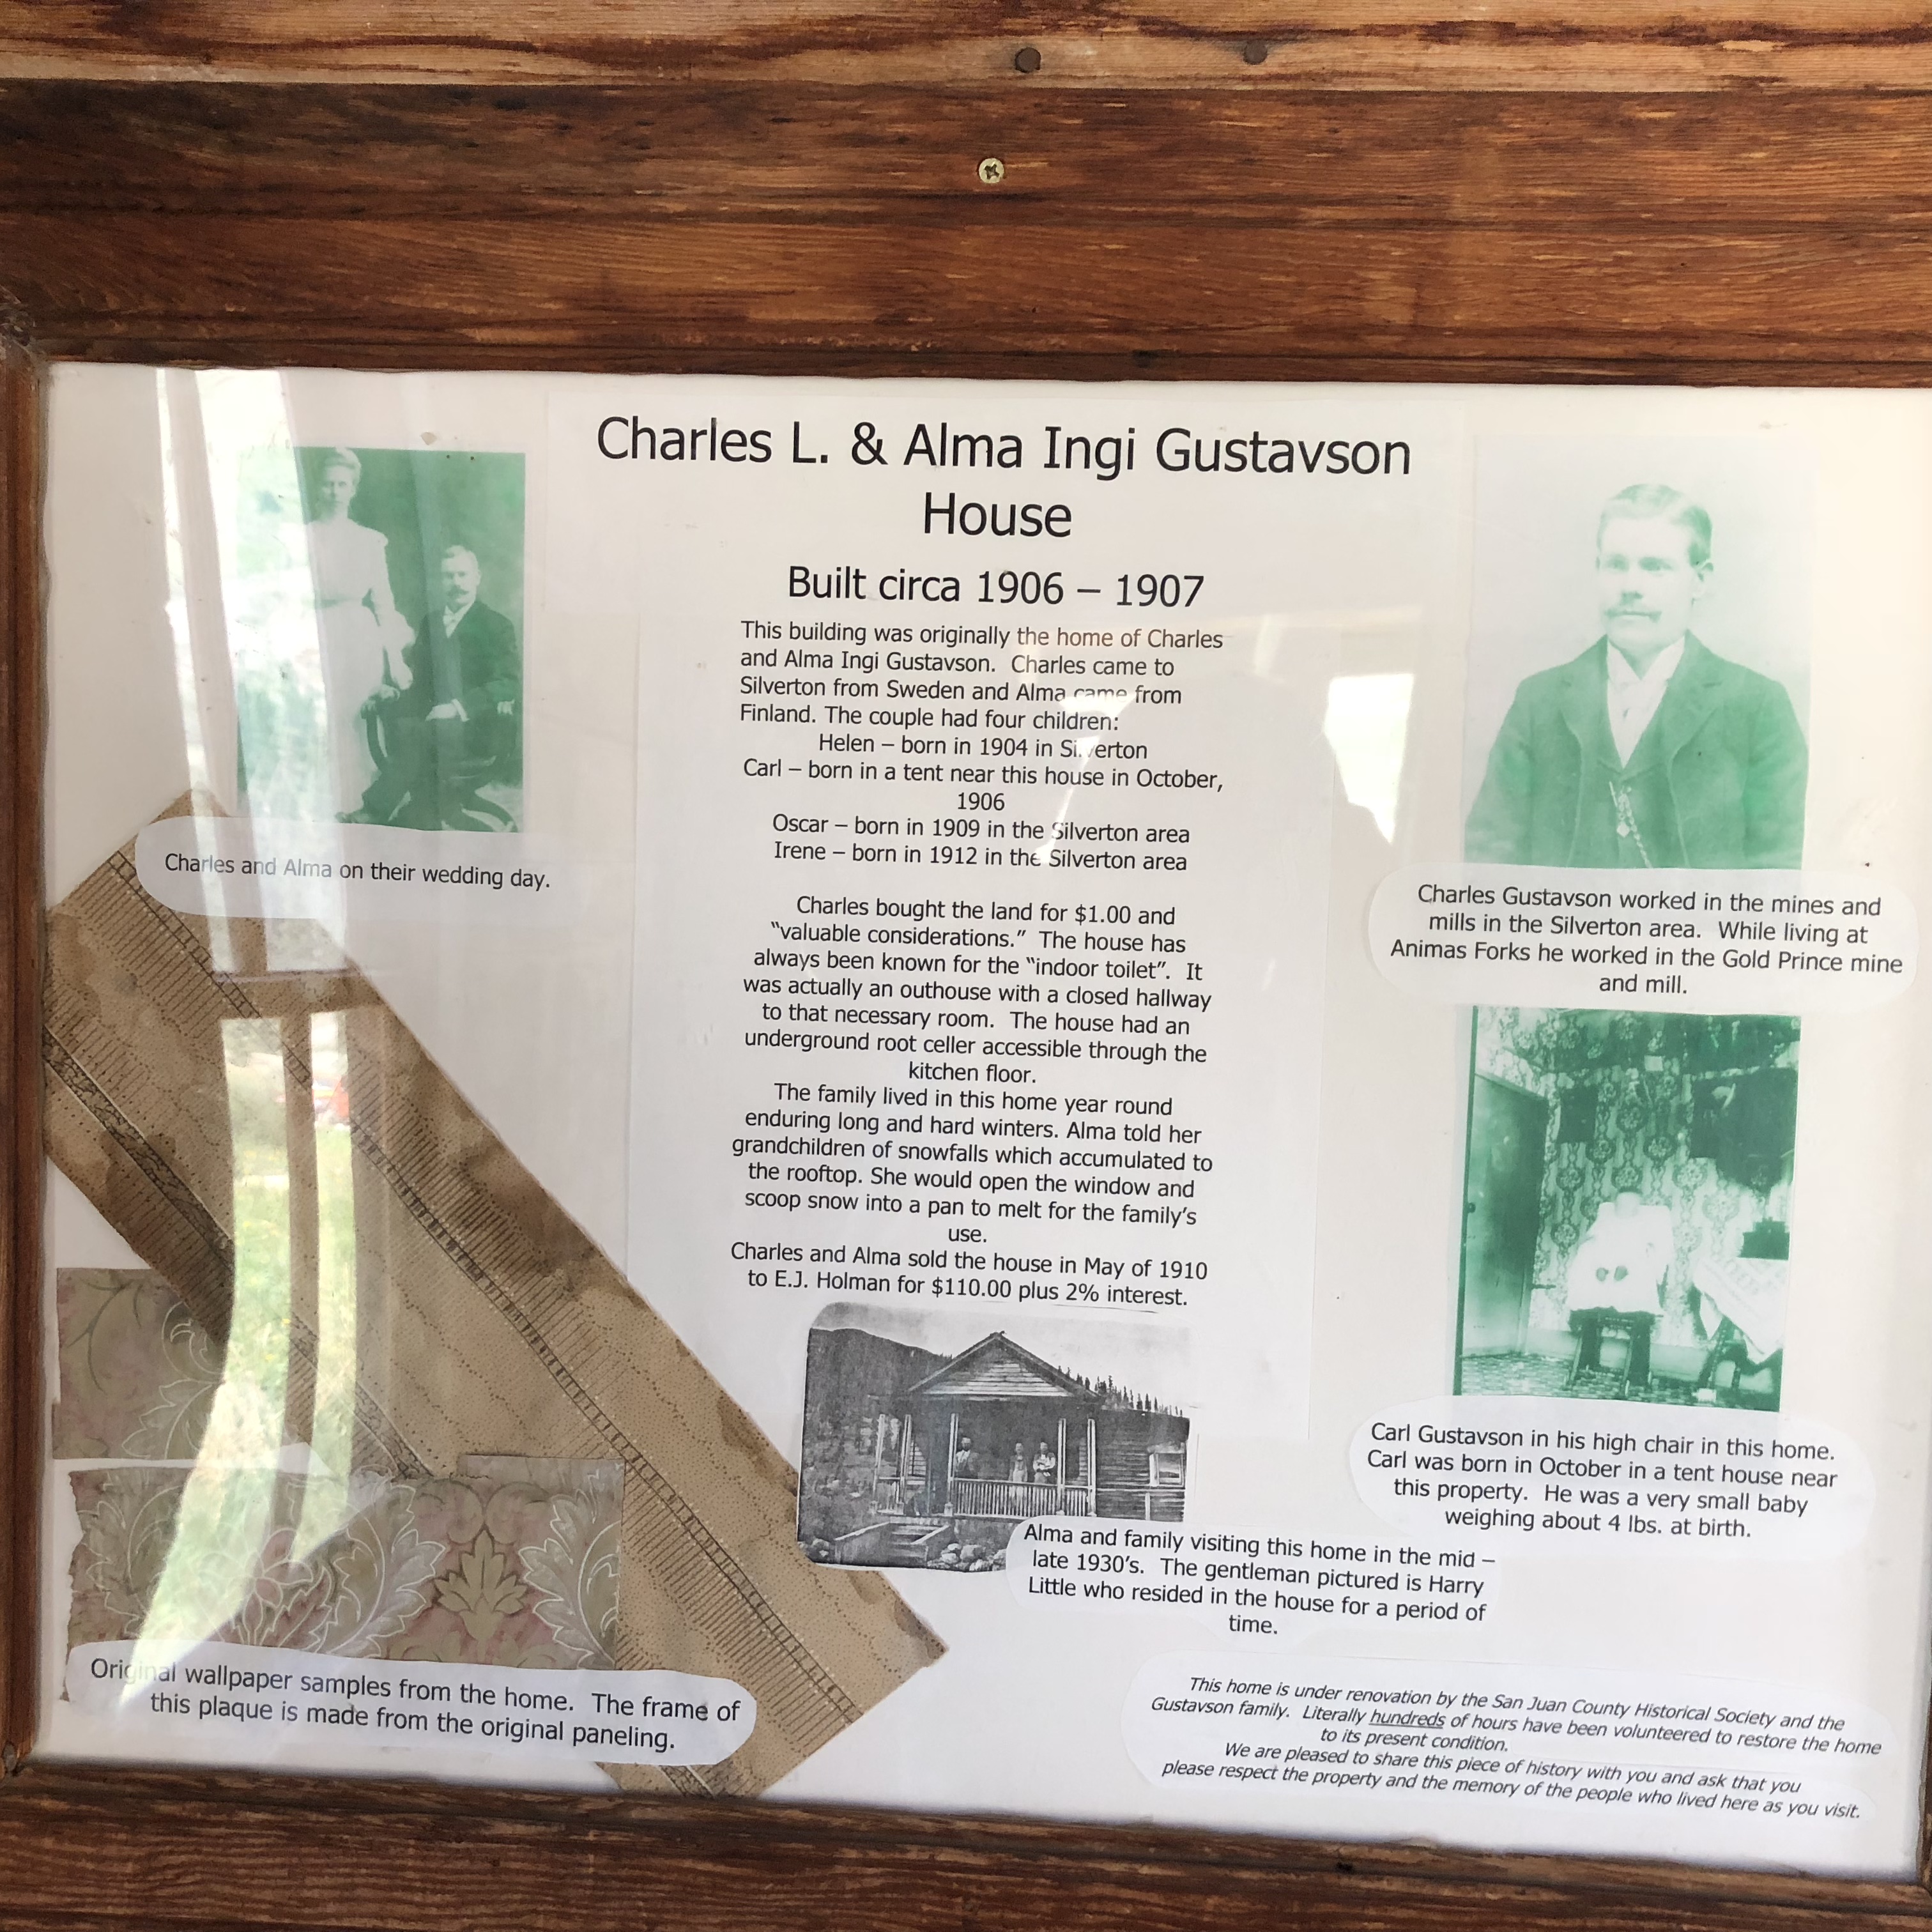 Charles L. & Alma Ingi Gustavson
House
Built circa 1906 – 1907
This building was originally the home of Charles
and Alma Ingi Gustavson. Charles came to
Silverton from Sweden and Alma came from
Finland. The couple had four children:
Helen – born in 1904 in Silverton
Carl – born in a tent near this house in October,
1906
Oscar – born in 1909 in the Silverton area
Irene – born in 1912 in the Silverton area
Charles bought the land for $1.00 and
“valuable considerations.” The house has
always been known for the “indoor toilet”. It
was actually an outhouse with a closed hallway
to that necessary room. The house had an
underground root celler accessible through the
kitchen floor.
The family lived in this home year round
enduring long and hard winters. Alma told her
grandchildren of snowfalls which accumulated to
the rooftop. She would open the window and
scoop snow into a pan to melt for the family’s
use.
Charles and Alma sold the house in May of 1910
to E.J. Holman for $110.00 plus 2% interest.
Charles and Alma on their wedding day.
Charles Gustavson worked in the mines and
mills in the Silverton area. While living at
Animas Forks he worked in the Gold Prince mine
and mill.
Carl Gustavson in his high chair in this home.
Carl was born in October in a tent house near
this property. He was a very small baby
weighing about 4 lbs. at birth.
Alma and family visiting this home in the mid –
late 1930’s. The gentleman pictured is Harry
Little who resided in the house for a period of
time.
Original wallpaper samples from the home. The frame of
this plaque is made from the original paneling.
This home is under renovation by the San Juan County Historical Society and the
Gustavson family. Literally hundreds of hours have been volunteered to restore the home
to its present condition.
We are pleased to share this piece of history with you and ask that you
please respect the property and the memory of the people who lived here as you visit.